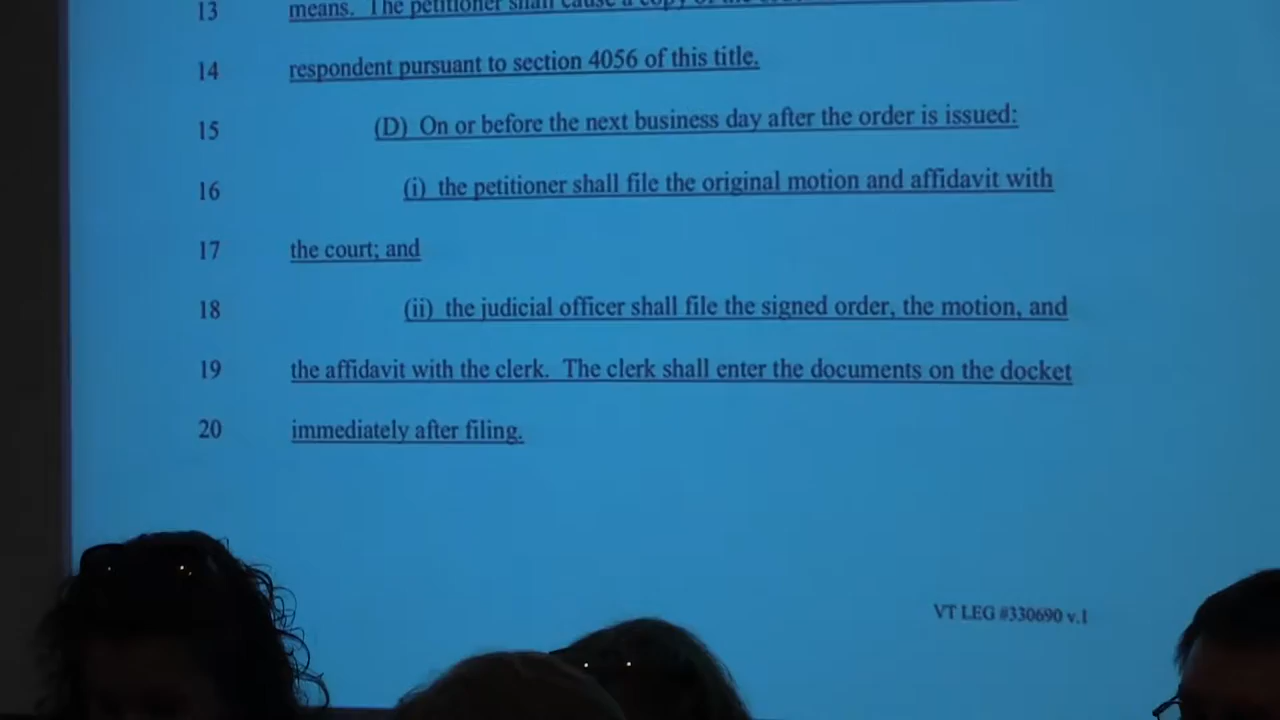 13 means. The petitioner shall cause a copy of the
14 respondent pursuant to section 4056 of this title.
15 (D) On or before the next business day after the order is issued:
16 (i) the petitioner shall file the original motion and affidavit with
17 the court; and
18 (ii) the judicial officer shall file the signed order, the motion, and
19 the affidavit with the clerk. The clerk shall enter the documents on the docket
20 immediately after filing.
VT LEG #330690 v.1